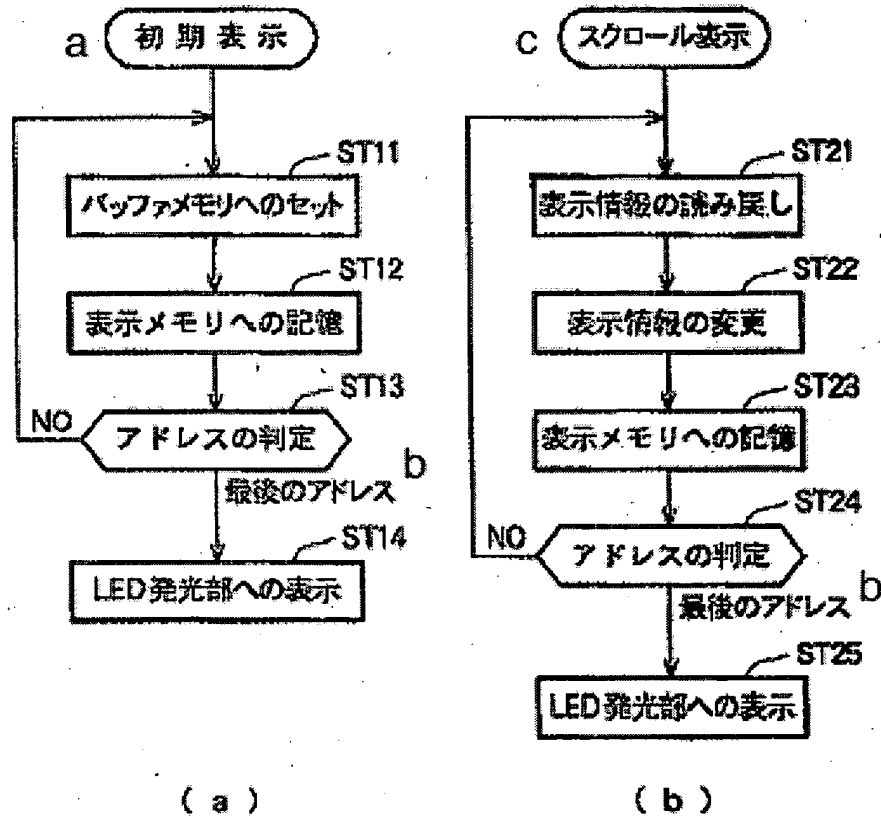 a 初期表示
ST11
バッファメモリへのセット
ST12
表示メモリへの記憶
ST13
NO
アドレスの判定
b
最後のアドレス
ST14
LED発光部への表示
( a )
c スクロール表示
ST21
表示情報の読み戻し
ST22
表示情報の変更
ST23
表示メモリへの記憶
ST24
NO
アドレスの判定
b
最後のアドレス
ST25
LED発光部への表示
( b )